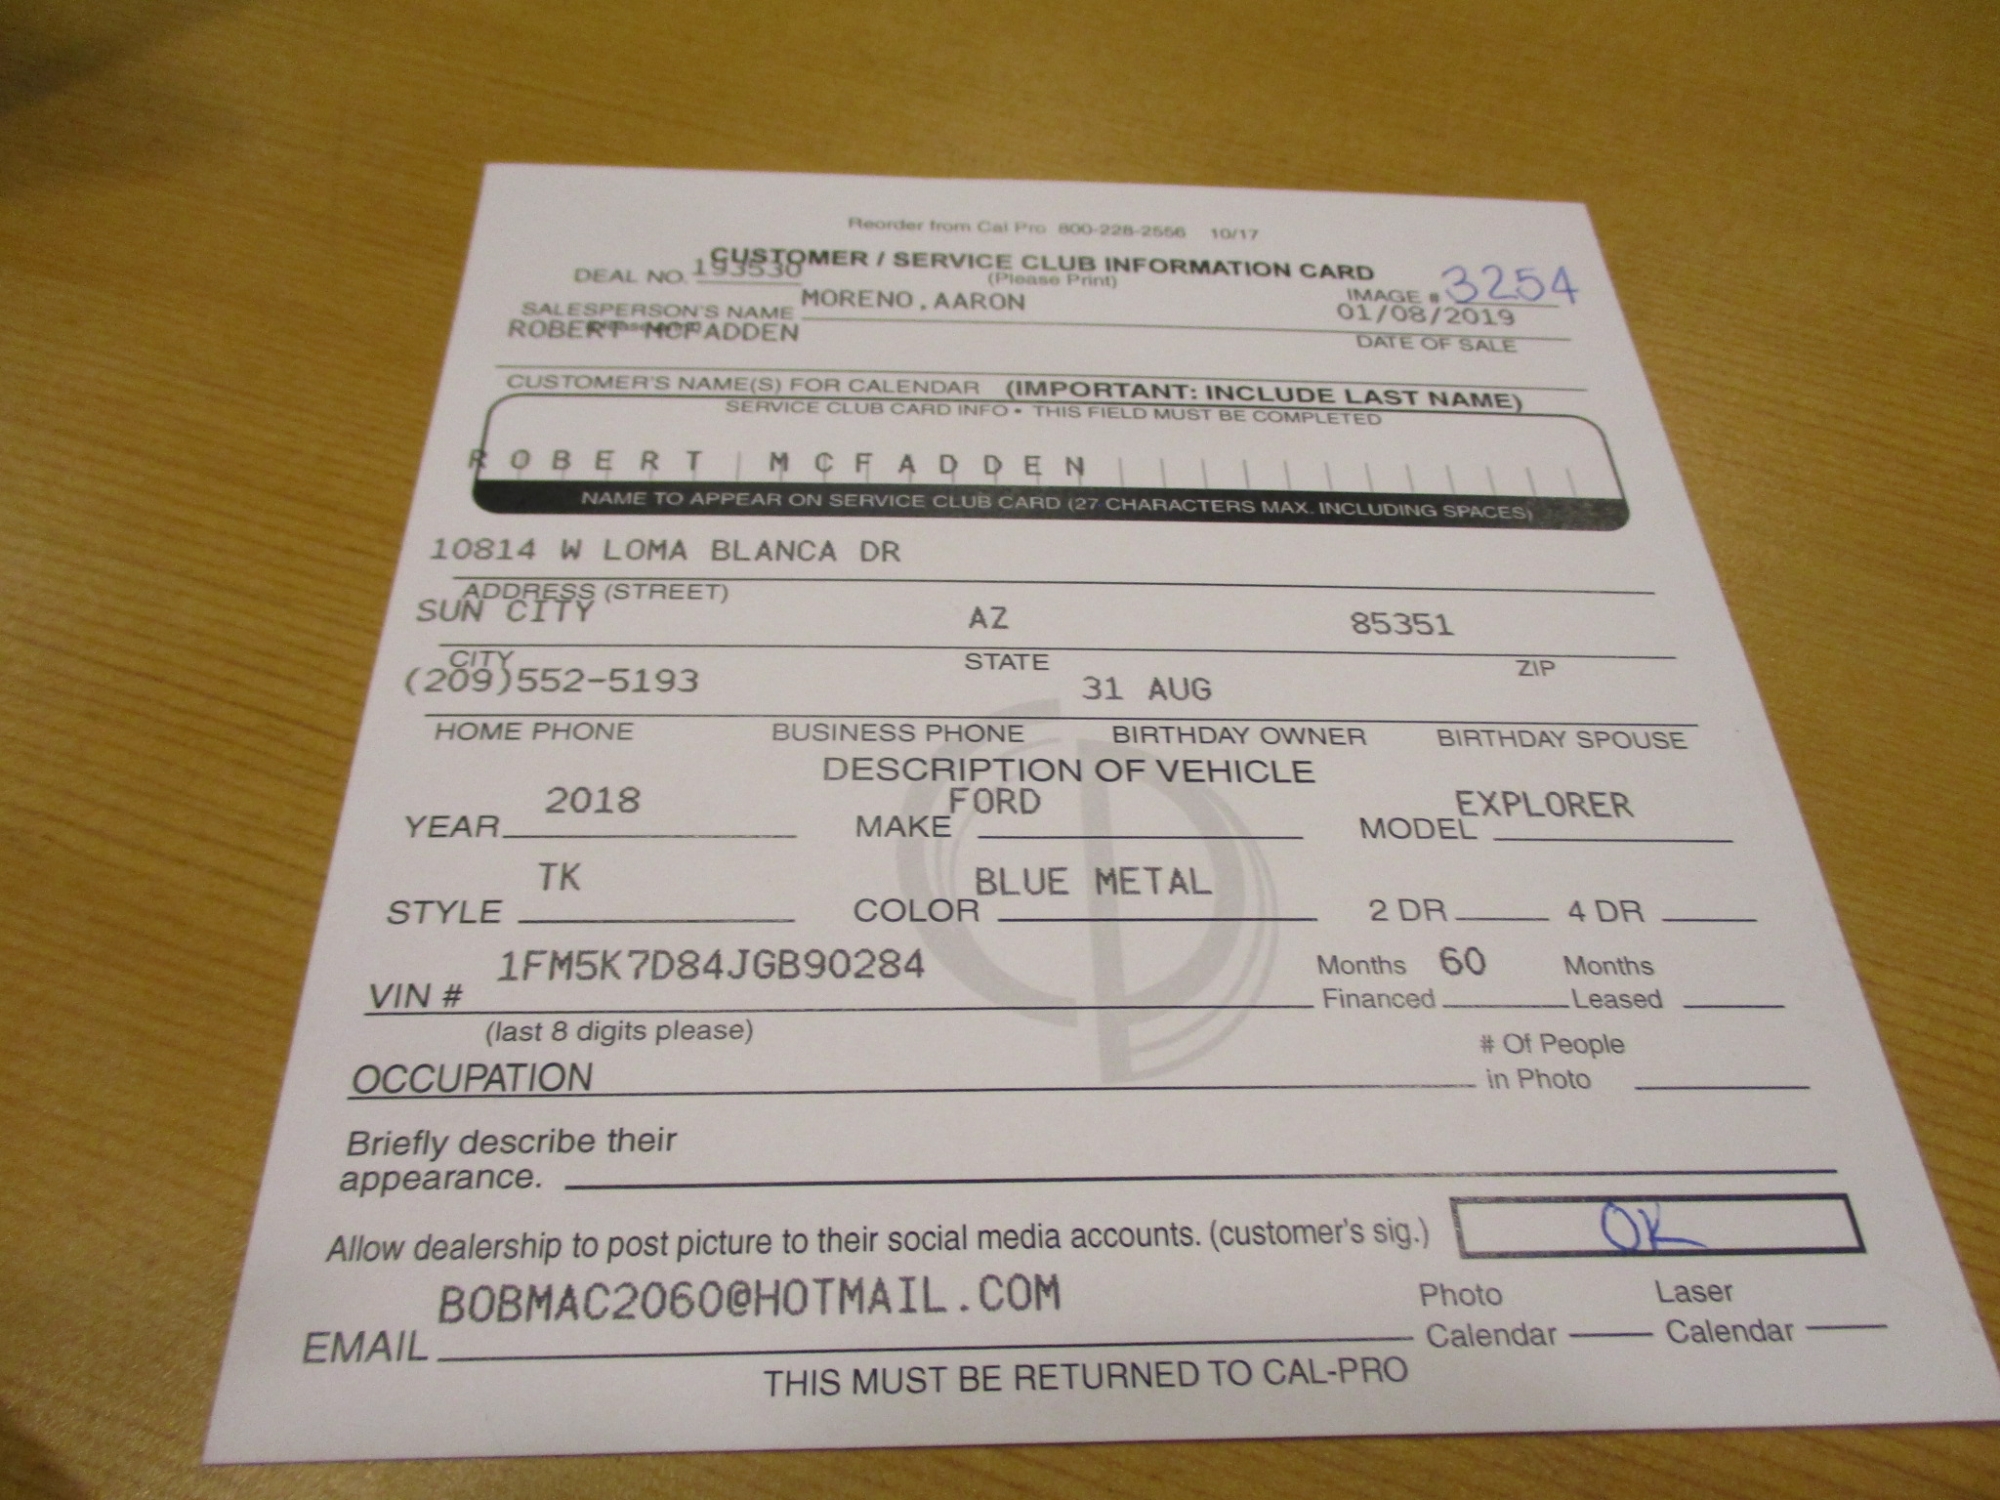 Reorder from Cal Pro 800-228-2556 10/17
CUSTOMER / SERVICE CLUB INFORMATION CARD
DEAL NO. 193530 (Please Print) IMAGE # 3254
SALESPERSON'S NAME MORENO, AARON 01/08/2019
ROBERT MCFADDEN DATE OF SALE
CUSTOMER'S NAME(S) FOR CALENDAR (IMPORTANT: INCLUDE LAST NAME)
SERVICE CLUB CARD INFO • THIS FIELD MUST BE COMPLETED
ROBERT MCFADDEN
NAME TO APPEAR ON SERVICE CLUB CARD (27 CHARACTERS MAX. INCLUDING SPACES)
10814 W LOMA BLANCA DR
ADDRESS (STREET)
SUN CITY AZ 85351
CITY STATE ZIP
(209)552-5193 31 AUG
HOME PHONE BUSINESS PHONE BIRTHDAY OWNER BIRTHDAY SPOUSE
DESCRIPTION OF VEHICLE
YEAR 2018 MAKE FORD MODEL EXPLORER
STYLE TK COLOR BLUE METAL 2 DR 4 DR
VIN # 1FM5K7D84JGB90284 Months Financed 60 Months Leased
(last 8 digits please)
OCCUPATION # Of People in Photo
Briefly describe their
appearance.
Allow dealership to post picture to their social media accounts. (customer's sig.) OK
EMAIL BOBMAC2060@HOTMAIL.COM Photo Calendar Laser Calendar
THIS MUST BE RETURNED TO CAL-PRO